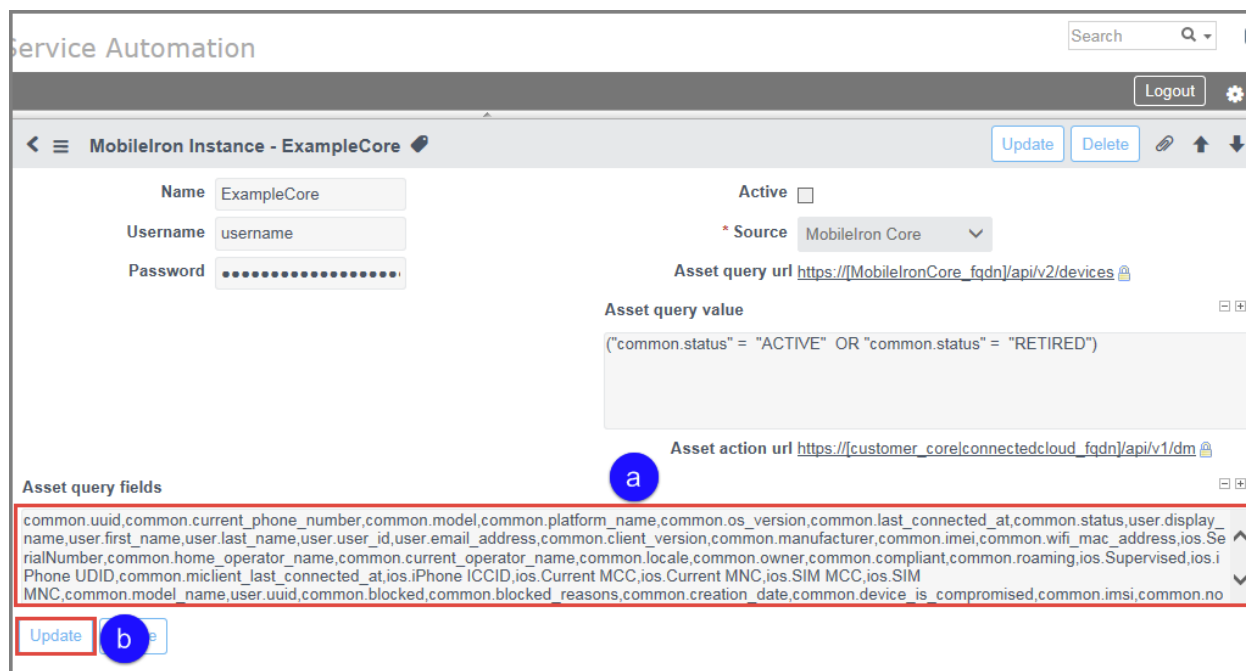 Service Automation
Search
Logout
MobileIron Instance - ExampleCore
Update Delete
Name ExampleCore
Active
Username username
* Source MobileIron Core
Password
Asset query url https://[MobileIronCore_fqdn]/api/v2/devices
Asset query value
("common.status" = "ACTIVE" OR "common.status" = "RETIRED")
Asset action url https://[customer_core|connectedcloud_fqdn]/api/v1/dm
a
Asset query fields
common.uuid,common.current_phone_number,common.model,common.platform_name,common.os_version,common.last_connected_at,common.status,user.display_
name,user.first_name,user.last_name,user.user_id,user.email_address,common.client_version,common.manufacturer,common.imei,common.wifi_mac_address,ios.Se
rialNumber,common.home_operator_name,common.current_operator_name,common.locale,common.owner,common.compliant,common.roaming,ios.Supervised,ios.i
Phone UDID,common.miclient_last_connected_at,ios.iPhone ICCID,ios.Current MCC,ios.Current MNC,ios.SIM MCC,ios.SIM
MNC,common.model_name,user.uuid,common.blocked,common.blocked_reasons,common.creation_date,common.device_is_compromised,common.imsi,common.no
Update b